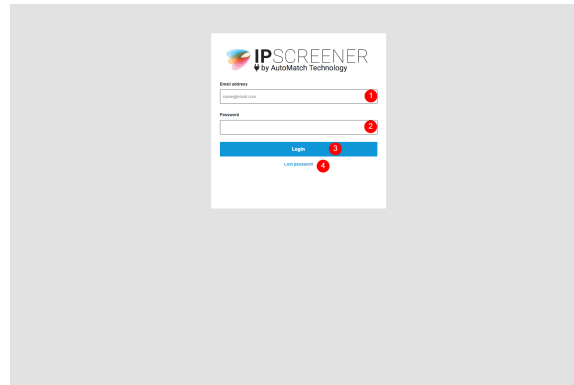 IPSCREENER
by AutoMatch Technology
Email address
name@email.com
1
Password
2
Login
3
Lost password
4